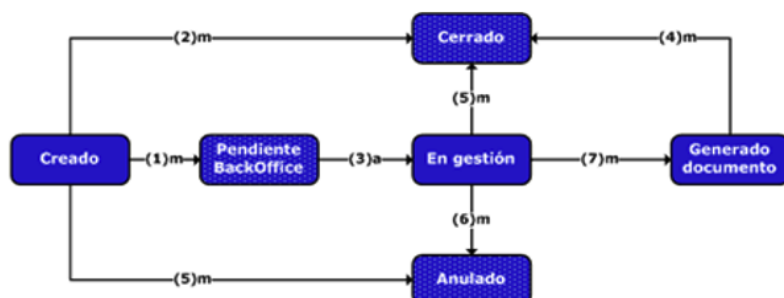 Cerrado
(2)m
(4)m
(5)m
Creado
(1)m
Pendiente
BackOffice
(3)a
En gestión
(7)m
Generado
documento
(6)m
(5)m
Anulado